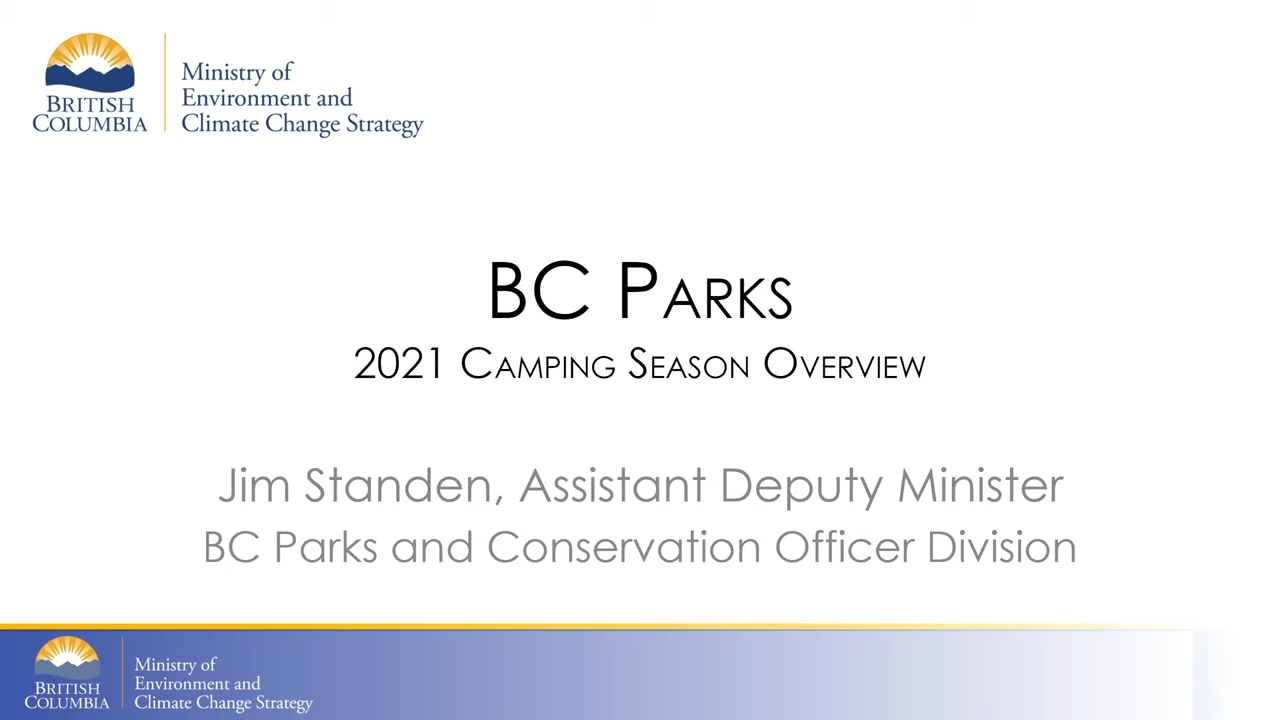 BRITISH
COLUMBIA
Ministry of
Environment and
Climate Change Strategy
BC PARKS
2021 CAMPING SEASON OVERVIEW
Jim Standen, Assistant Deputy Minister
BC Parks and Conservation Officer Division
BRITISH
COLUMBIA
Ministry of
Environment and
Climate Change Strategy